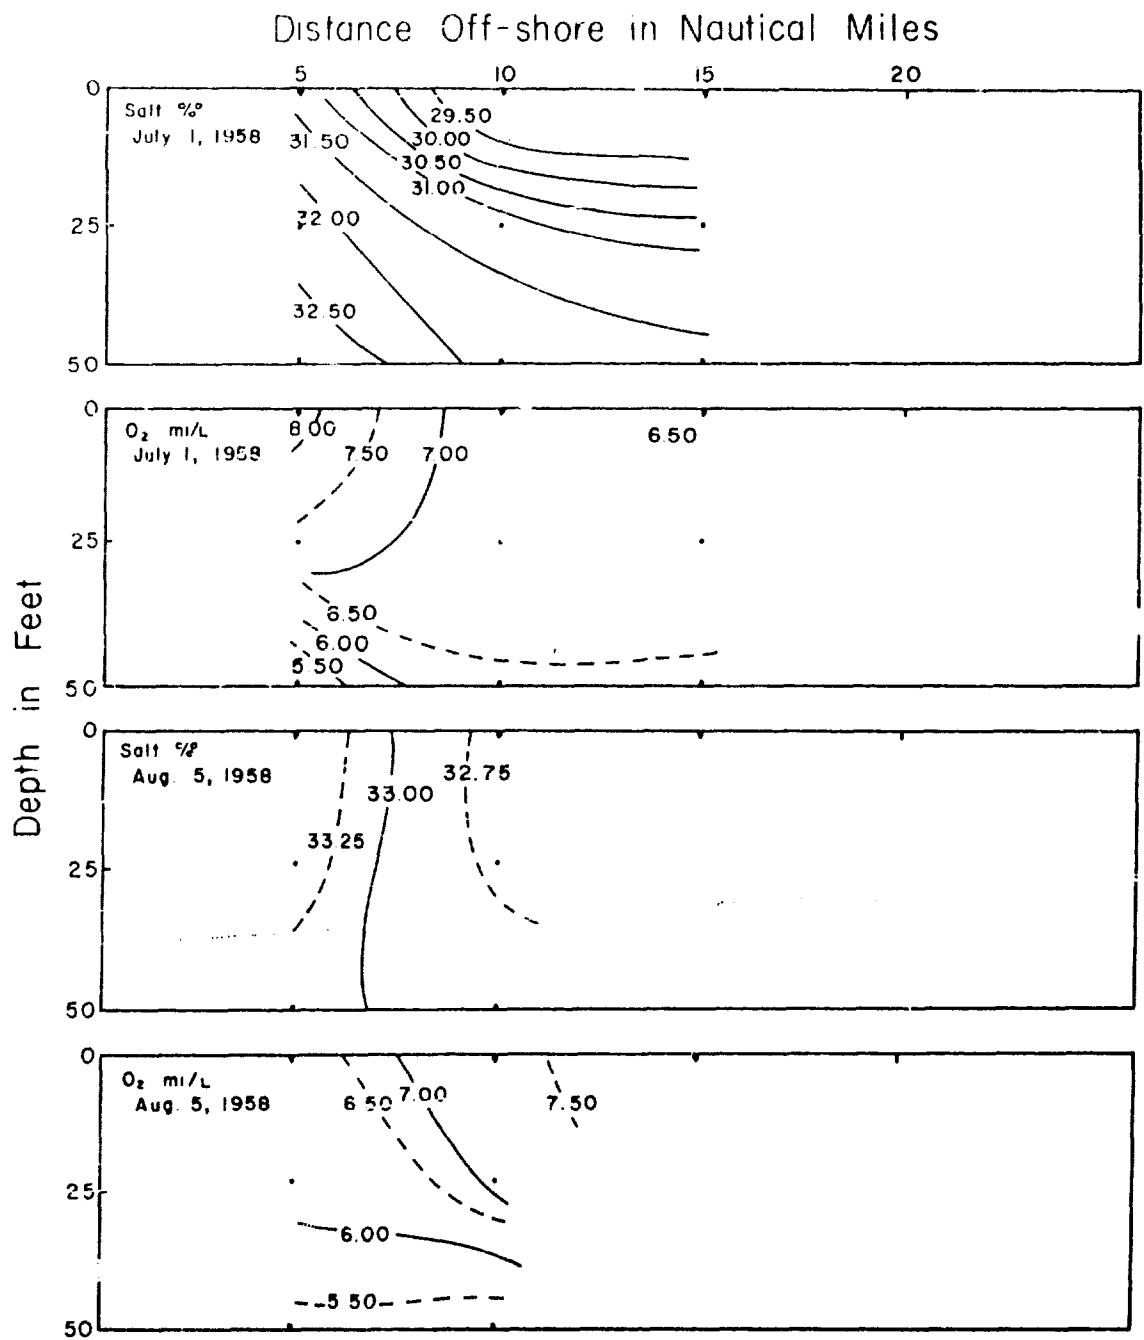 Distance Off-shore in Nautical Miles
5 10 15 20
Depth in Feet
0
Salt ‰
July 1, 1958
29.50
30.00
31.50
30.50
31.00
25
32.00
32.50
50
0
O₂ ml/L
July 1, 1958
8.00
7.50 7.00
6.50
25
6.50
6.00
5.50
50
0
Salt ‰
Aug. 5, 1958
32.75
33.00
33.25
25
50
0
O₂ ml/L
Aug. 5, 1958
6.50 7.00 7.50
25
6.00
5.50
50